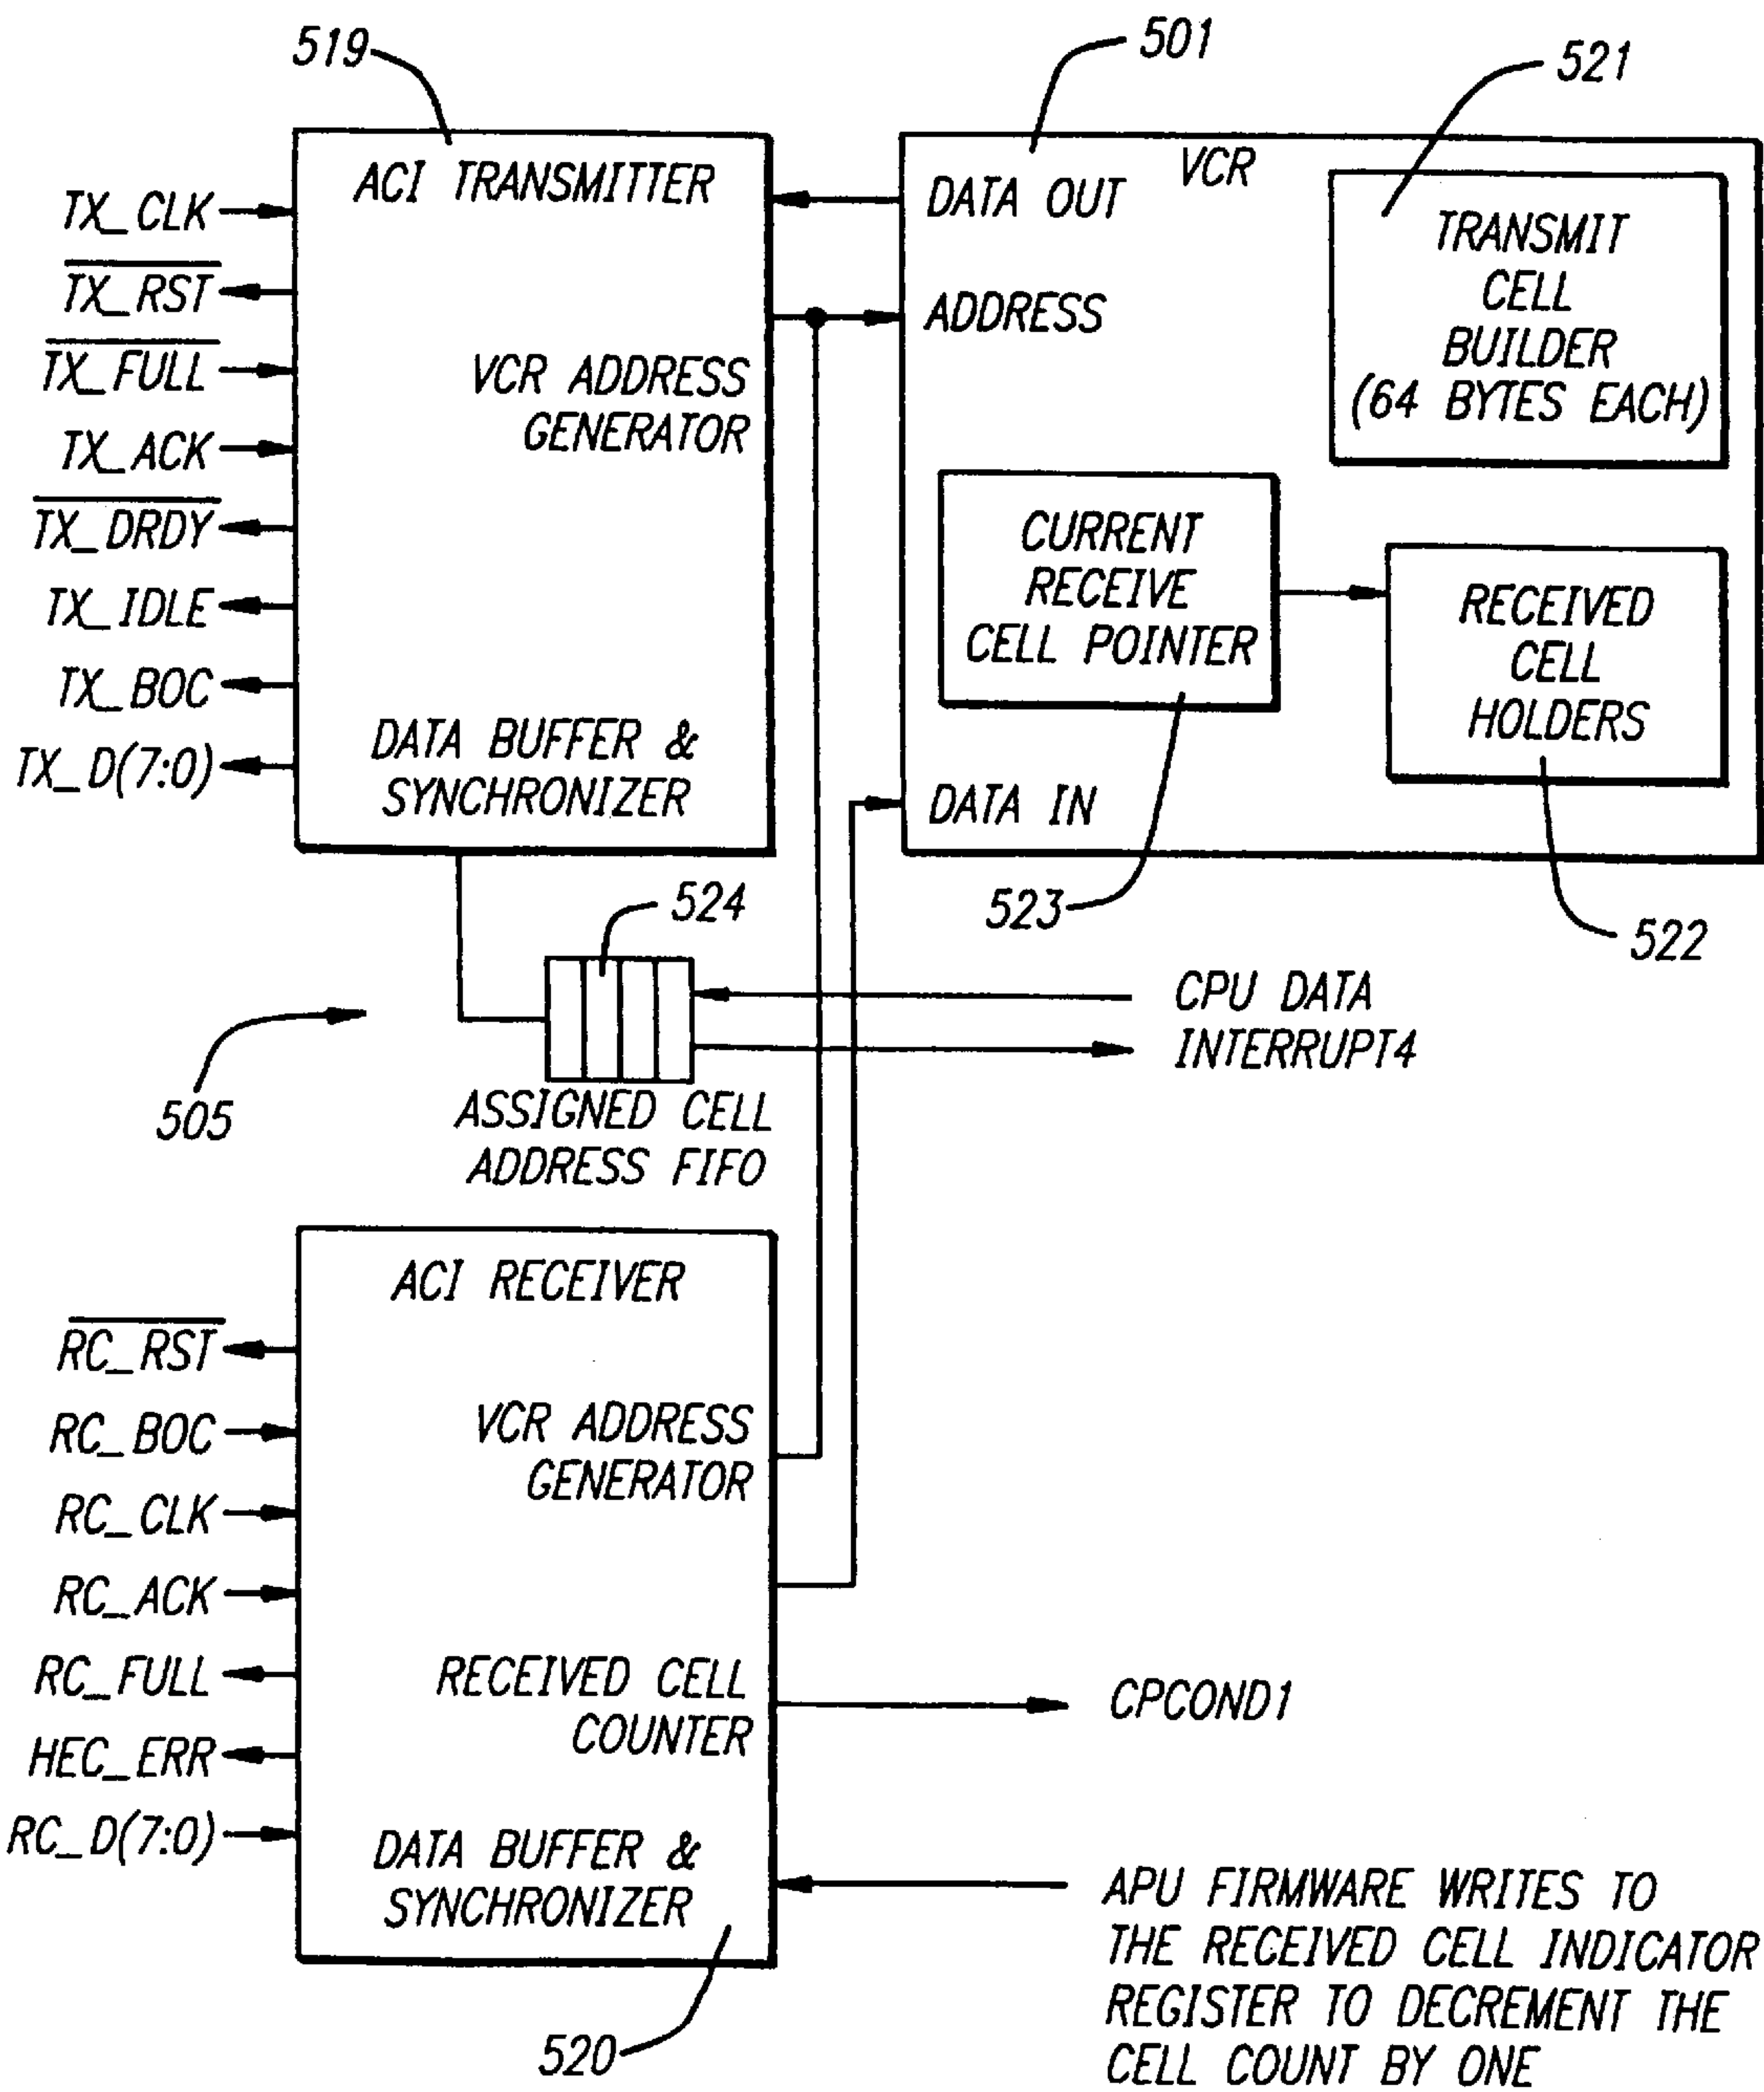 519
501
521
ACI TRANSMITTER
TX_CLK
TX_RST
TX_FULL
TX_ACK
TX_DRDY
TX_IDLE
TX_BOC
TX_D(7:0)
VCR ADDRESS
GENERATOR
DATA BUFFER &
SYNCHRONIZER
VCR
DATA OUT
ADDRESS
DATA IN
TRANSMIT
CELL
BUILDER
(64 BYTES EACH)
CURRENT
RECEIVE
CELL POINTER
RECEIVED
CELL
HOLDERS
523
522
524
505
CPU DATA
INTERRUPT4
ASSIGNED CELL
ADDRESS FIFO
ACI RECEIVER
RC_RST
RC_BOC
RC_CLK
RC_ACK
RC_FULL
HEC_ERR
RC_D(7:0)
VCR ADDRESS
GENERATOR
RECEIVED CELL
COUNTER
DATA BUFFER &
SYNCHRONIZER
CPCOND1
APU FIRMWARE WRITES TO
THE RECEIVED CELL INDICATOR
REGISTER TO DECREMENT THE
CELL COUNT BY ONE
520